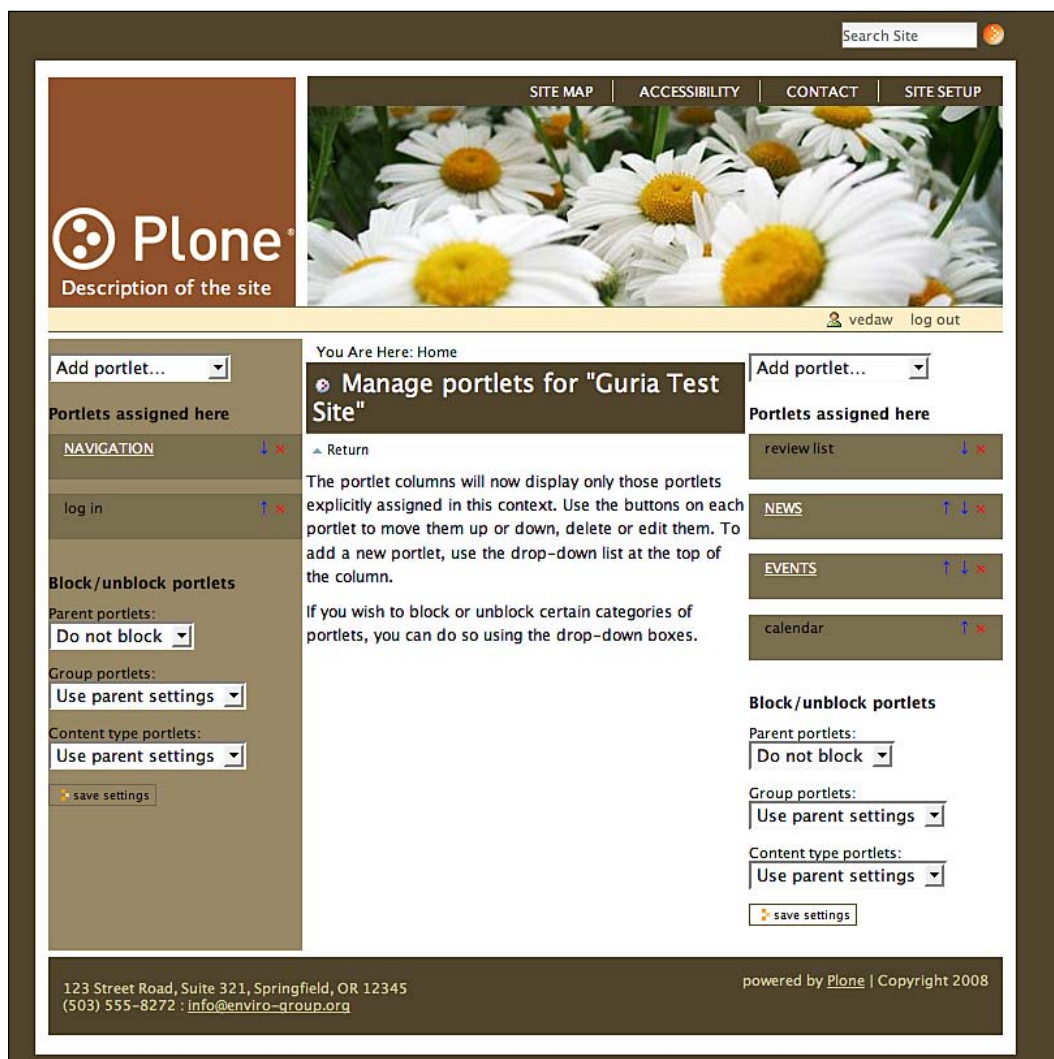 Search Site
SITE MAP
ACCESSIBILITY
CONTACT
SITE SETUP
Plone®
Description of the site
vedaw
log out
Add portlet...
Portlets assigned here
NAVIGATION ↓ ×
log in ↑ ×
Block/unblock portlets
Parent portlets:
Do not block
Group portlets:
Use parent settings
Content type portlets:
Use parent settings
save settings
You Are Here: Home
Manage portlets for "Guria Test
Site"
Return
The portlet columns will now display only those portlets
explicitly assigned in this context. Use the buttons on each
portlet to move them up or down, delete or edit them. To
add a new portlet, use the drop-down list at the top of
the column.
If you wish to block or unblock certain categories of
portlets, you can do so using the drop-down boxes.
Add portlet...
Portlets assigned here
review list ↓ ×
NEWS ↑ ↓ ×
EVENTS ↑ ↓ ×
calendar ↑ ×
Block/unblock portlets
Parent portlets:
Do not block
Group portlets:
Use parent settings
Content type portlets:
Use parent settings
save settings
123 Street Road, Suite 321, Springfield, OR 12345
(503) 555-8272 : info@enviro-group.org
powered by Plone | Copyright 2008